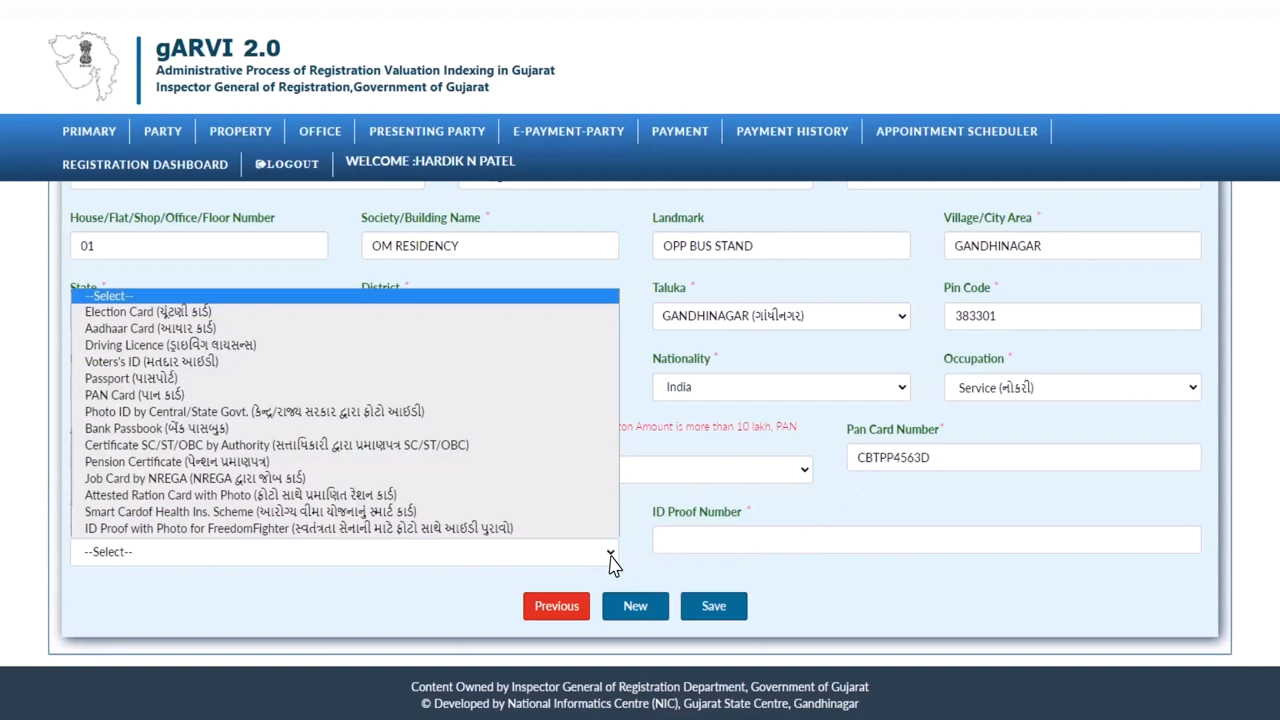 gARVI 2.0
Administrative Process of Registration Valuation Indexing in Gujarat
Inspector General of Registration,Government of Gujarat
PRIMARY PARTY PROPERTY OFFICE PRESENTING PARTY E-PAYMENT-PARTY PAYMENT PAYMENT HISTORY APPOINTMENT SCHEDULER
REGISTRATION DASHBOARD LOGOUT WELCOME :HARDIK N PATEL
House/Flat/Shop/Office/Floor Number Society/Building Name * Landmark Village/City Area *
01 OM RESIDENCY OPP BUS STAND GANDHINAGAR
State * District * Taluka * Pin Code *
GANDHINAGAR (ગાંધીનગર) 383301
Nationality * Occupation *
India Service (નોકરી)
Amount is more than 10 lakh, PAN
Pan Card Number*
CBTPP4563D
ID Proof Number *
--Select--
Election Card (ચૂંટણી કાર્ડ)
Aadhaar Card (આધાર કાર્ડ)
Driving Licence (ડ્રાઇવિંગ લાયસન્સ)
Voters's ID (મતદાર આઈડી)
Passport (પાસપોર્ટ)
PAN Card (પાન કાર્ડ)
Photo ID by Central/State Govt. (કેન્દ્ર/રાજ્ય સરકાર દ્વારા ફોટો આઈડી)
Bank Passbook (બેંક પાસબુક)
Certificate SC/ST/OBC by Authority (સત્તાધિકારી દ્વારા પ્રમાણપત્ર SC/ST/OBC)
Pension Certificate (પેન્શન પ્રમાણપત્ર)
Job Card by NREGA (NREGA દ્વારા જોબ કાર્ડ)
Attested Ration Card with Photo (ફોટો સાથે પ્રમાણિત રેશન કાર્ડ)
Smart Cardof Health Ins. Scheme (આરોગ્ય વીમા યોજનાનું સ્માર્ટ કાર્ડ)
ID Proof with Photo for FreedomFighter (સ્વતંત્રતા સેનાની માટે ફોટો સાથે આઈડી પુરાવો)
--Select--
Previous New Save
Content Owned by Inspector General of Registration Department, Government of Gujarat
© Developed by National Informatics Centre (NIC), Gujarat State Centre, Gandhinagar